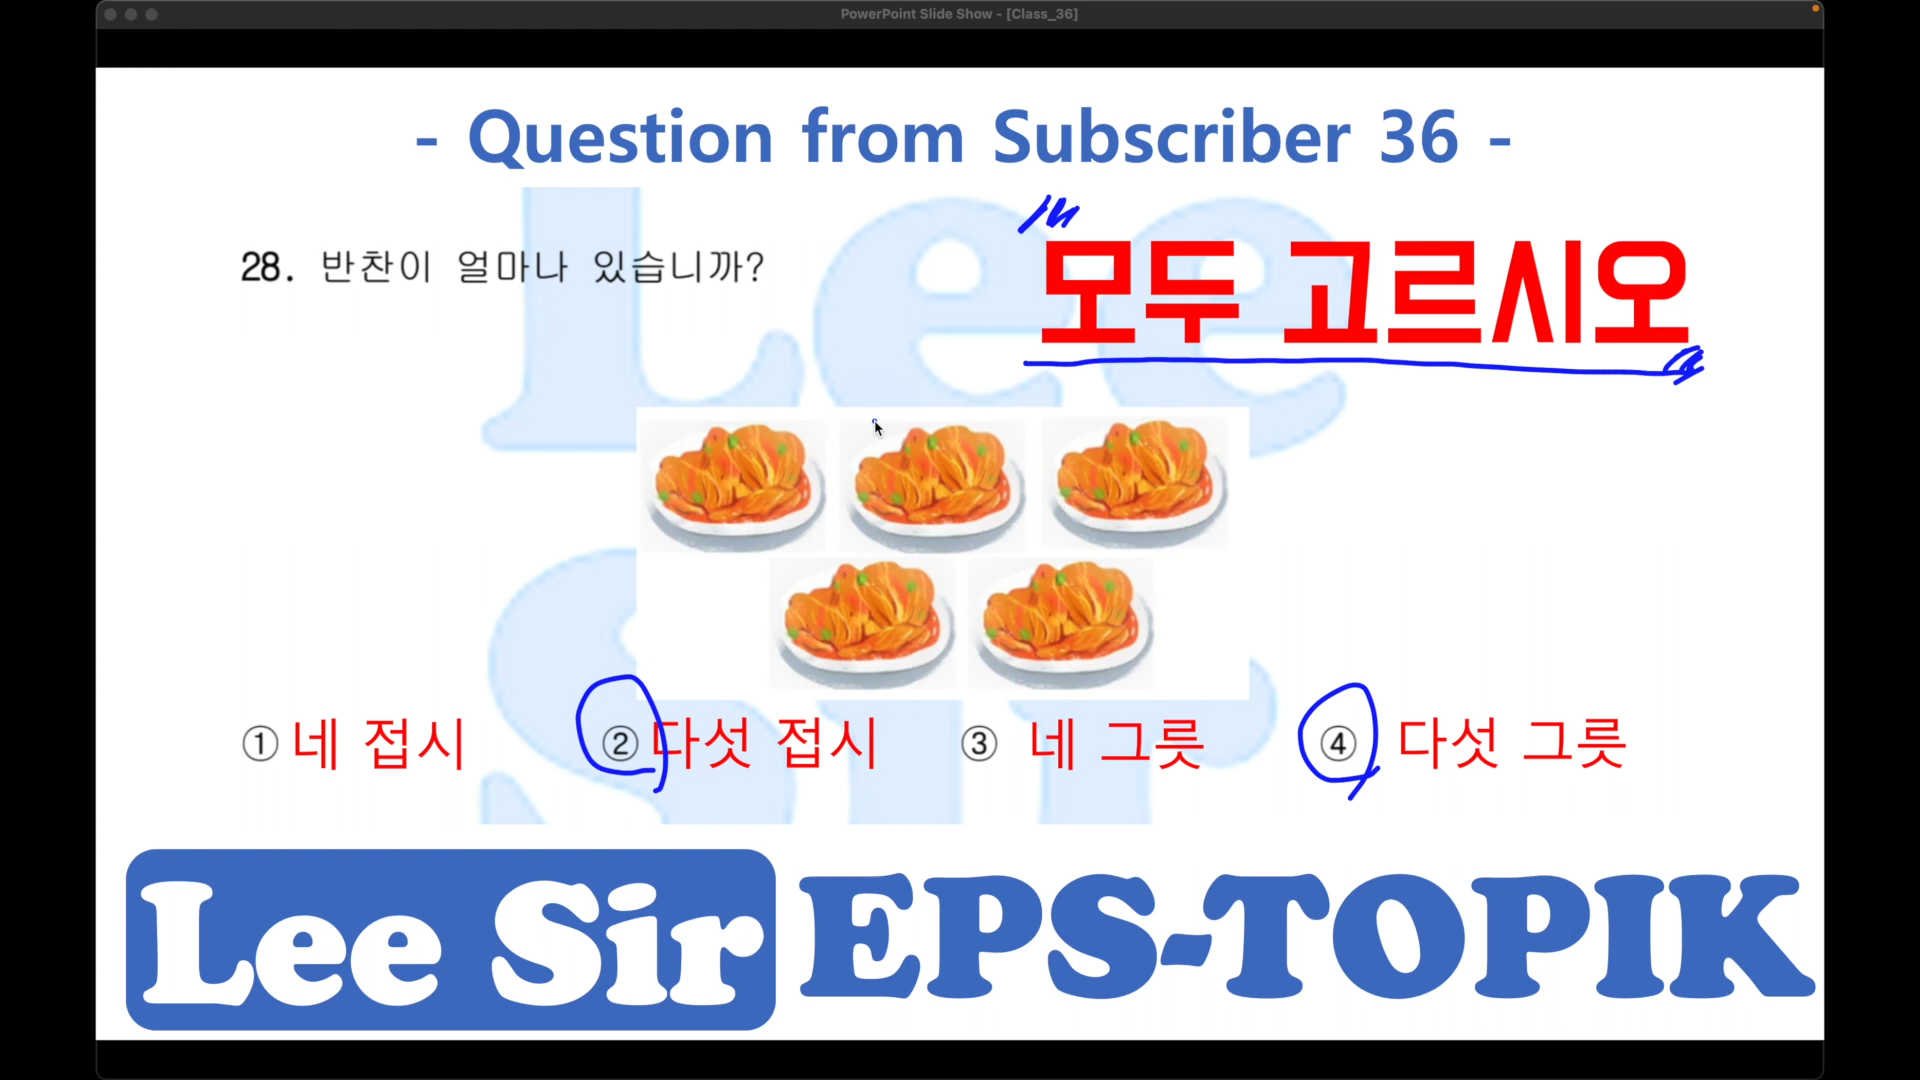 PowerPoint Slide Show - [Class_36]
- Question from Subscriber 36 -
28. 반찬이 얼마나 있습니까?
모두 고르시오
① 네 접시 ② 다섯 접시 ③ 네 그릇 ④ 다섯 그릇
Lee Sir EPS-TOPIK
Lee
Sir